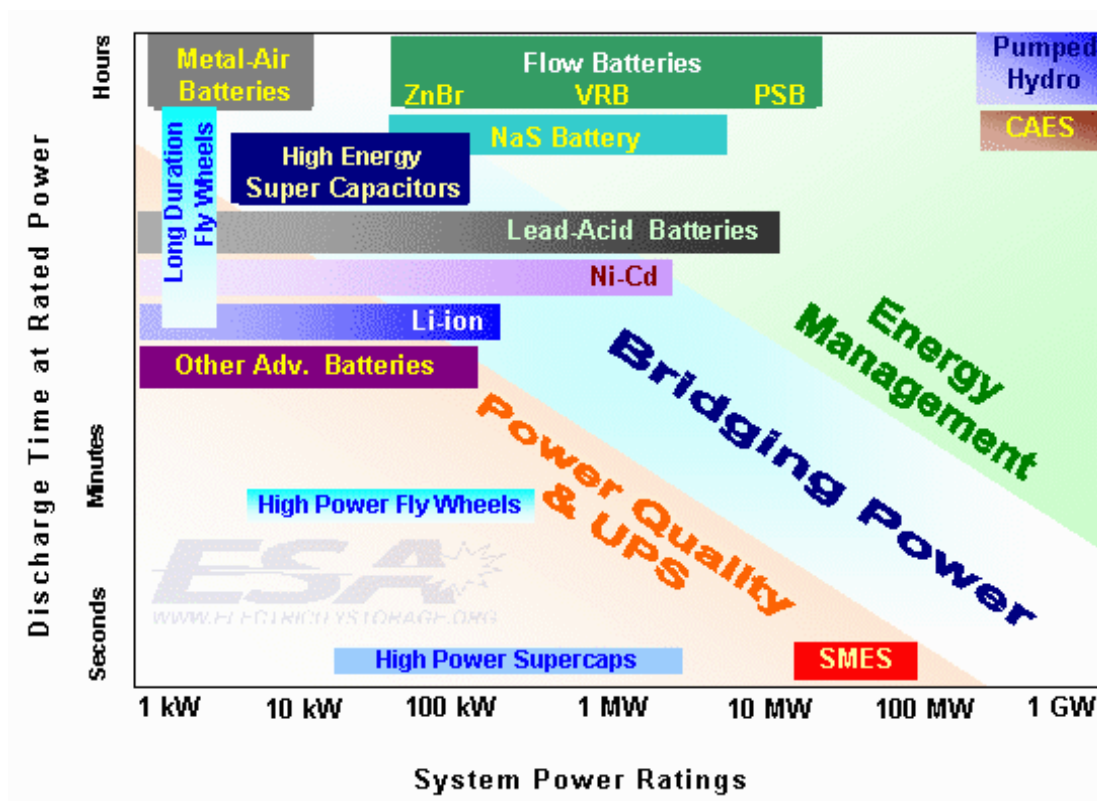 Hours
Minutes
Seconds
Discharge Time at Rated Power
Metal-Air
Batteries
Flow Batteries
ZnBr VRB PSB
Pumped
Hydro
CAES
NaS Battery
High Energy
Super Capacitors
Long Duration
Fly Wheels
Lead-Acid Batteries
Ni-Cd
Li-ion
Other Adv. Batteries
Energy
Management
Bridging Power
Power Quality
& UPS
High Power Fly Wheels
ESA
WWW.ELECTRICITYSTORAGE.ORG
High Power Supercaps
SMES
1 kW 10 kW 100 kW 1 MW 10 MW 100 MW 1 GW
System Power Ratings